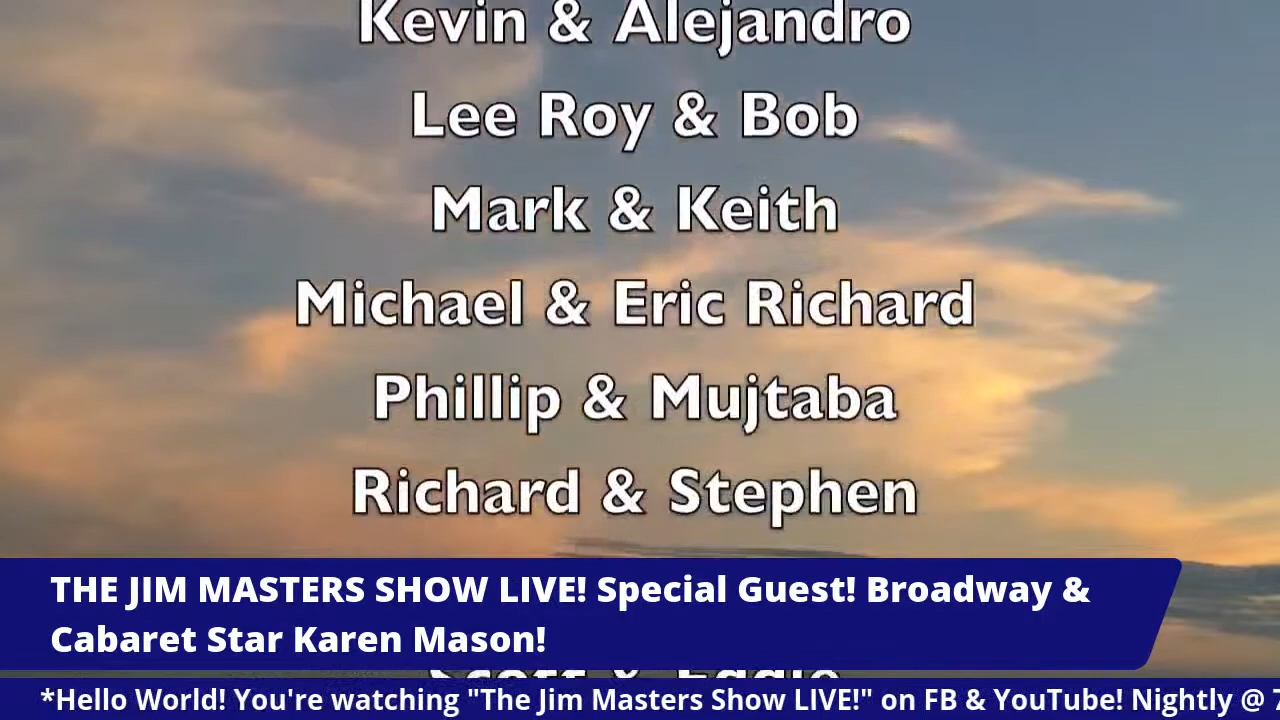 Kevin & Alejandro
Lee Roy & Bob
Mark & Keith
Michael & Eric Richard
Phillip & Mujtaba
Richard & Stephen
THE JIM MASTERS SHOW LIVE! Special Guest! Broadway &
Cabaret Star Karen Mason!
*Hello World! You're watching "The Jim Masters Show LIVE!" on FB & YouTube! Nightly @